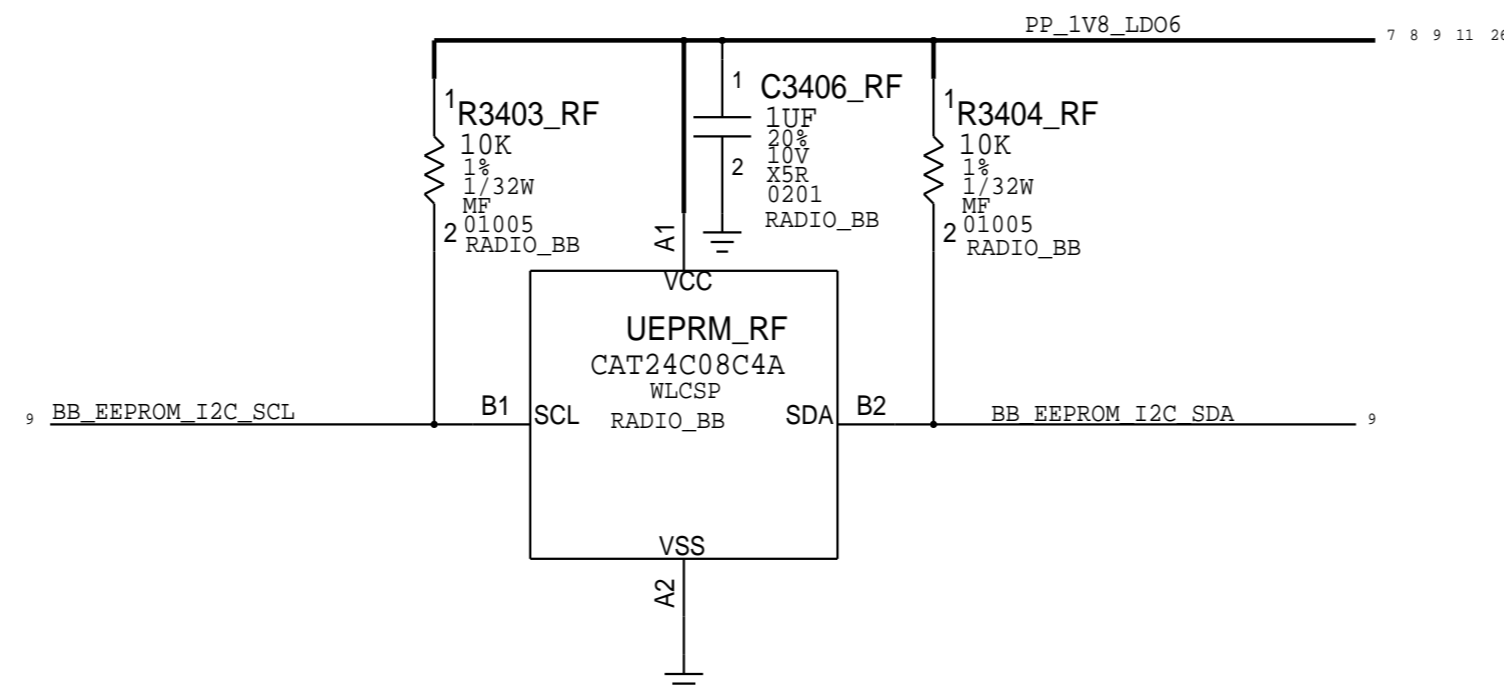 PP_1V8_LDO6
7 8 9 11 26
1
R3403_RF
10K
1%
1/32W
MF
01005
2
RADIO_BB
1
C3406_RF
1UF
20%
10V
X5R
2
0201
RADIO_BB
1
R3404_RF
10K
1%
1/32W
MF
01005
2
RADIO_BB
A1
VCC
UEPRM_RF
CAT24C08C4A
WLCSP
RADIO_BB
9 BB_EEPROM_I2C_SCL
B1
SCL
SDA
B2
BB_EEPROM_I2C_SDA 9
VSS
A2